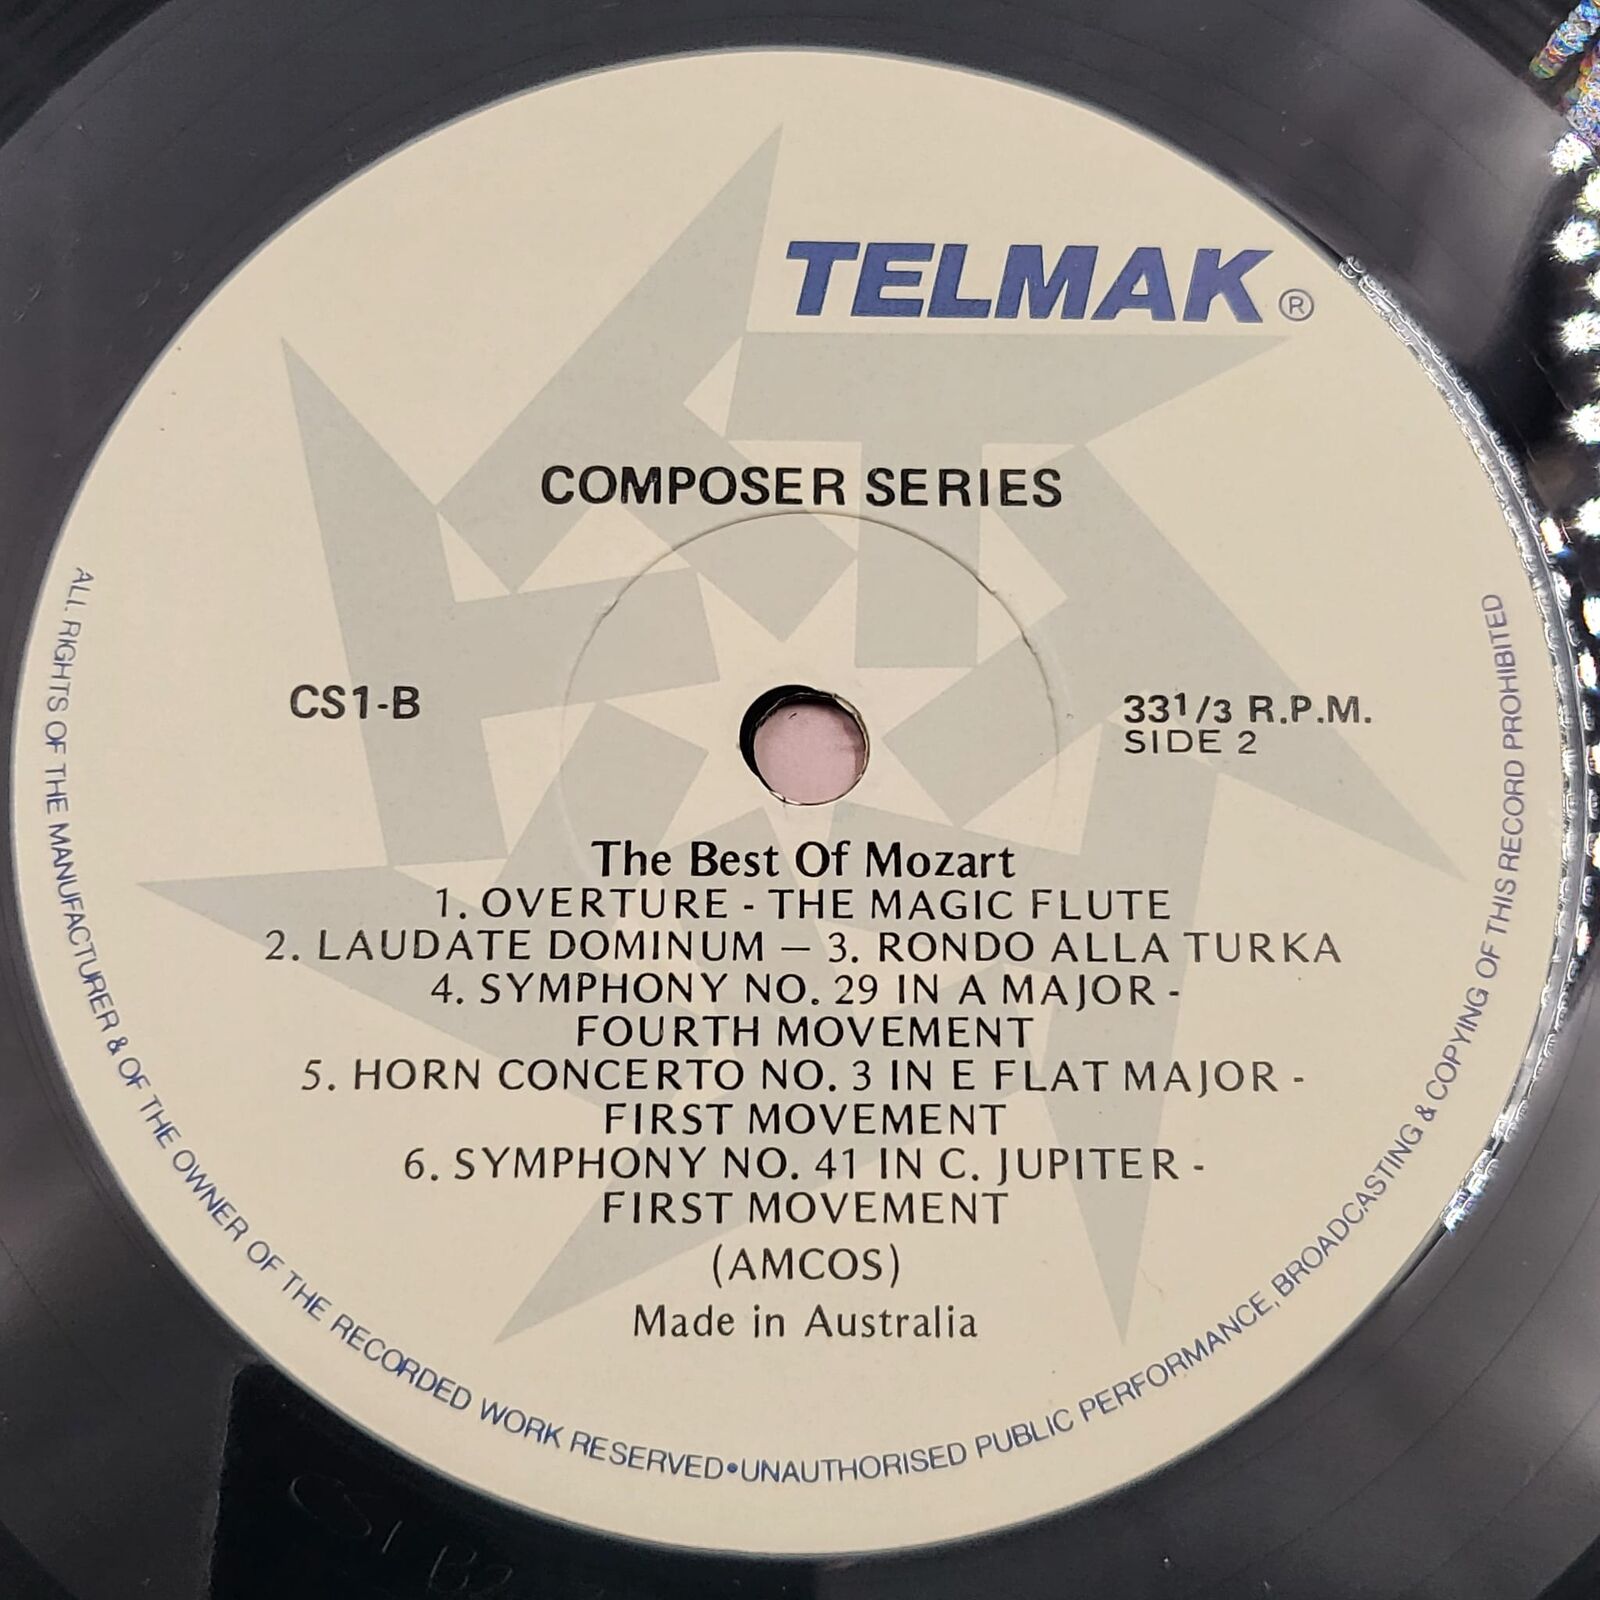 TELMAK®
COMPOSER SERIES
CS1-B
33 1/3 R.P.M.
SIDE 2
The Best Of Mozart
1. OVERTURE - THE MAGIC FLUTE
2. LAUDATE DOMINUM – 3. RONDO ALLA TURKA
4. SYMPHONY NO. 29 IN A MAJOR -
FOURTH MOVEMENT
5. HORN CONCERTO NO. 3 IN E FLAT MAJOR -
FIRST MOVEMENT
6. SYMPHONY NO. 41 IN C. JUPITER -
FIRST MOVEMENT
(AMCOS)
Made in Australia
ALL RIGHTS OF THE MANUFACTURER & OF THE OWNER OF THE RECORDED WORK RESERVED•UNAUTHORISED PUBLIC PERFORMANCE, BROADCASTING & COPYING OF THIS RECORD PROHIBITED